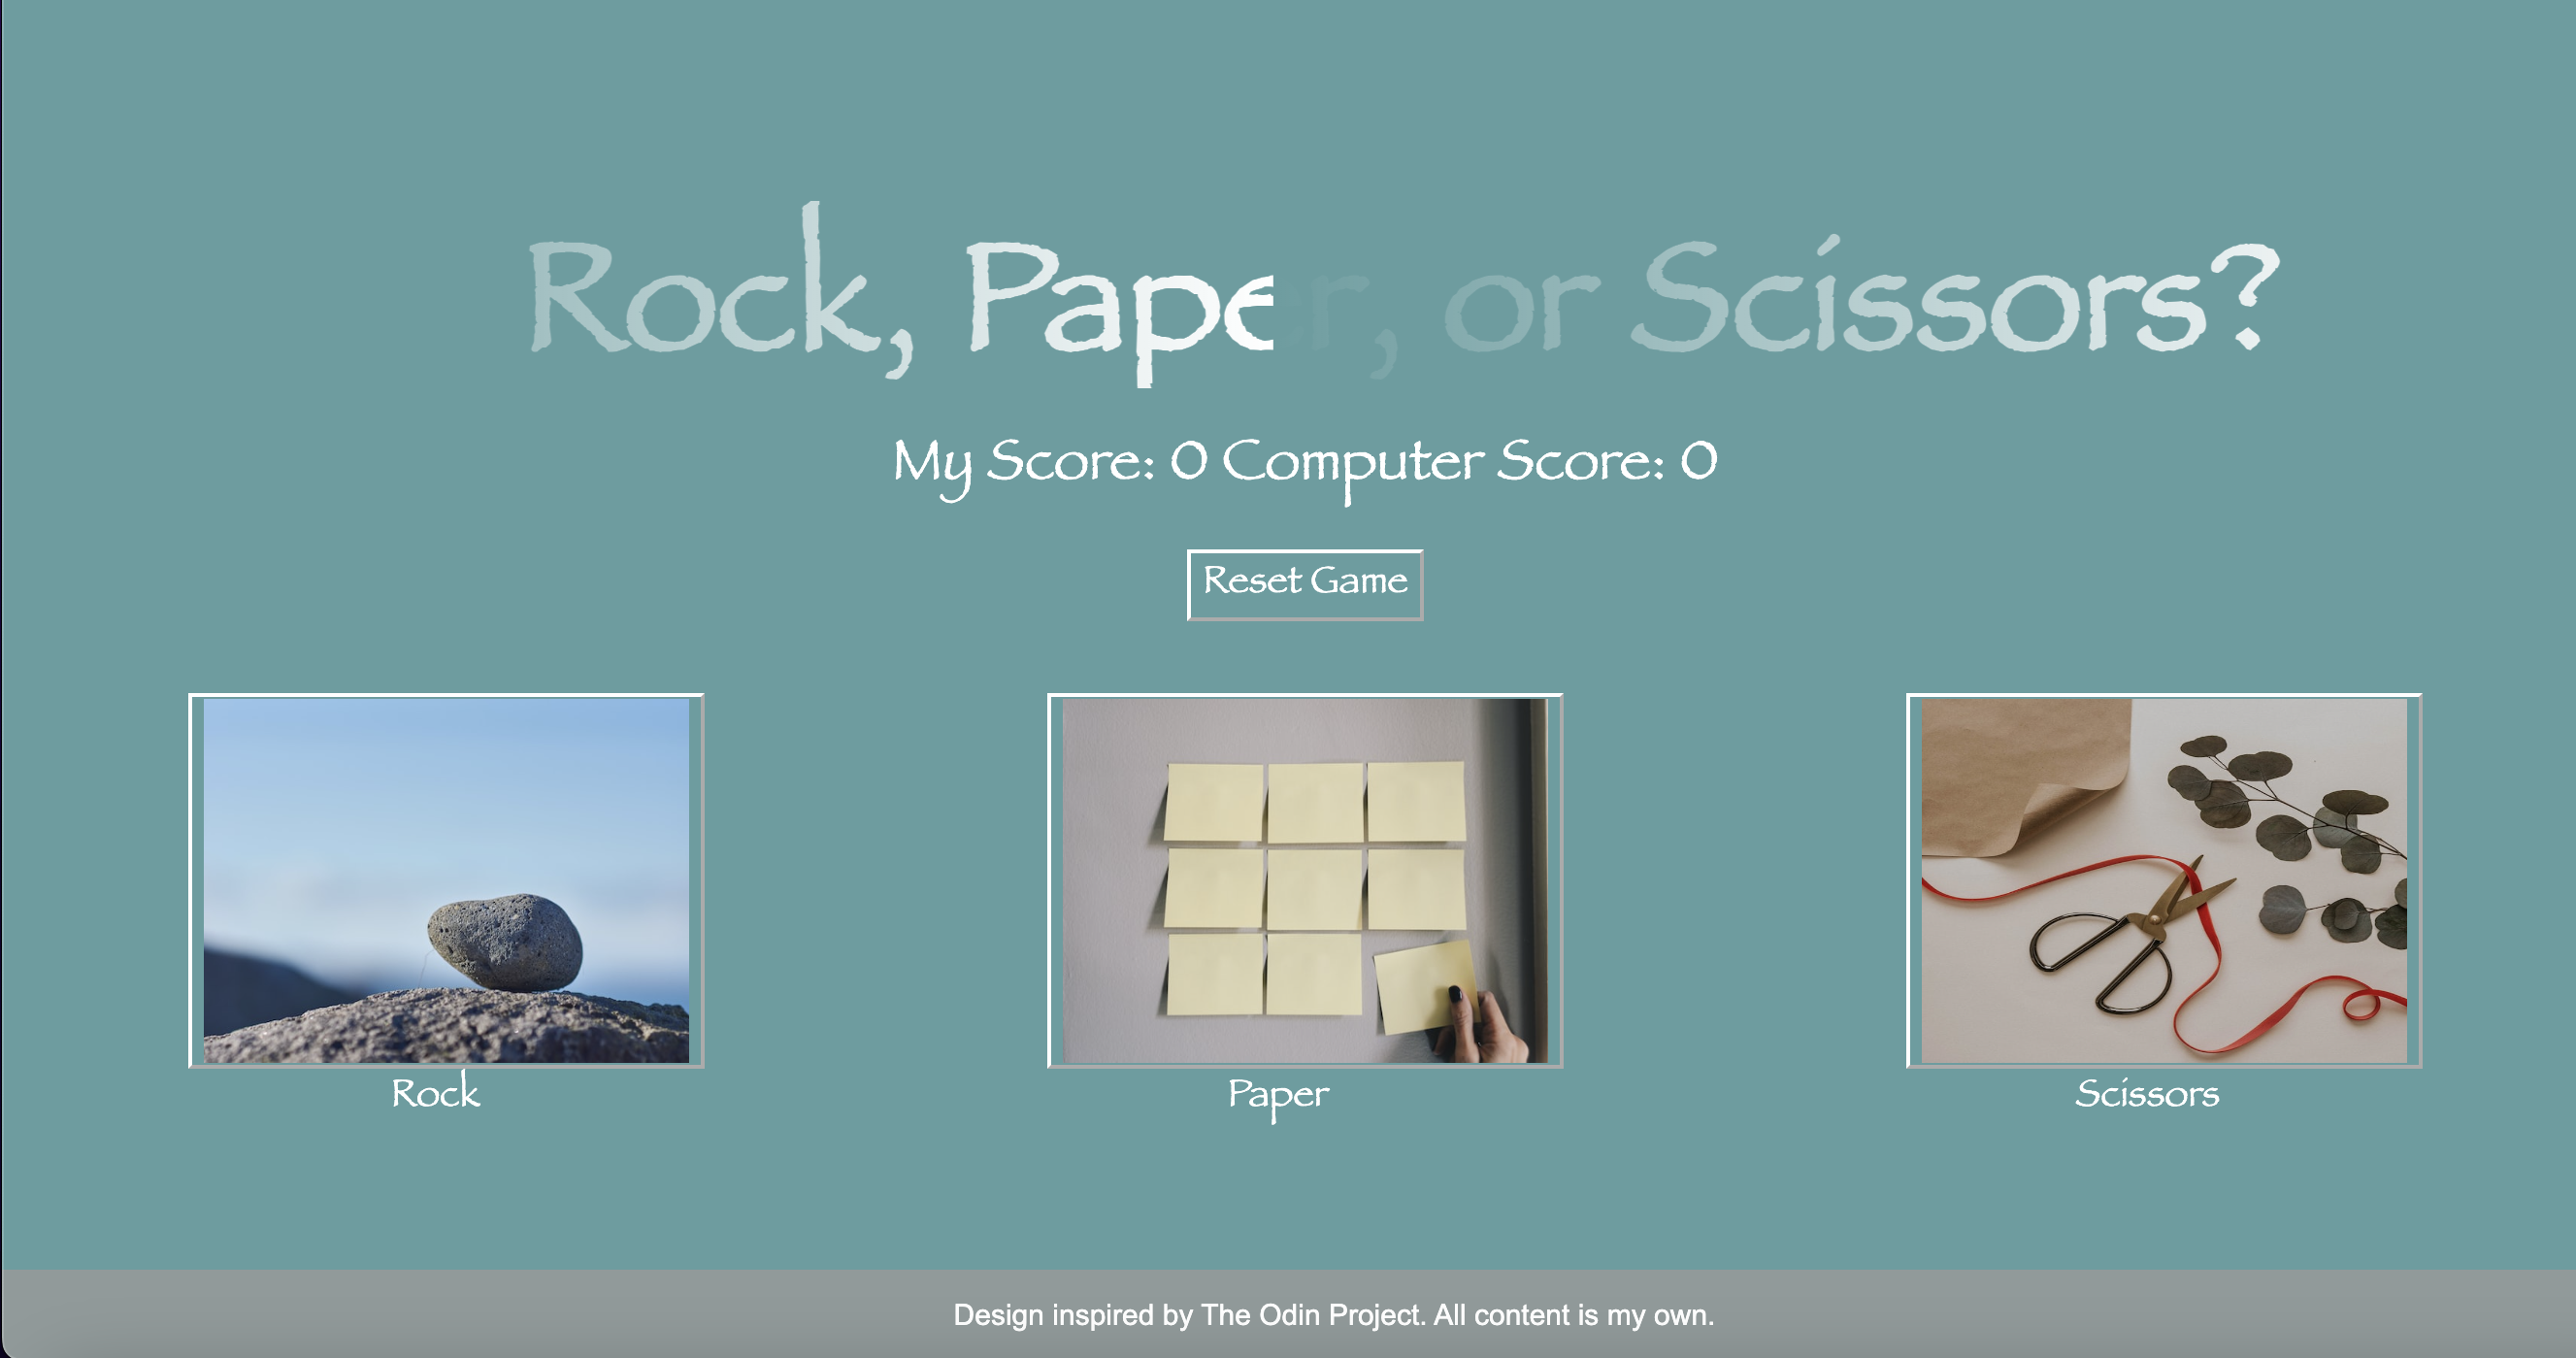 Rock, Paper, or Scissors?
My Score: 0 Computer Score: 0
Reset Game
Rock
Paper
Scissors
Design inspired by The Odin Project. All content is my own.